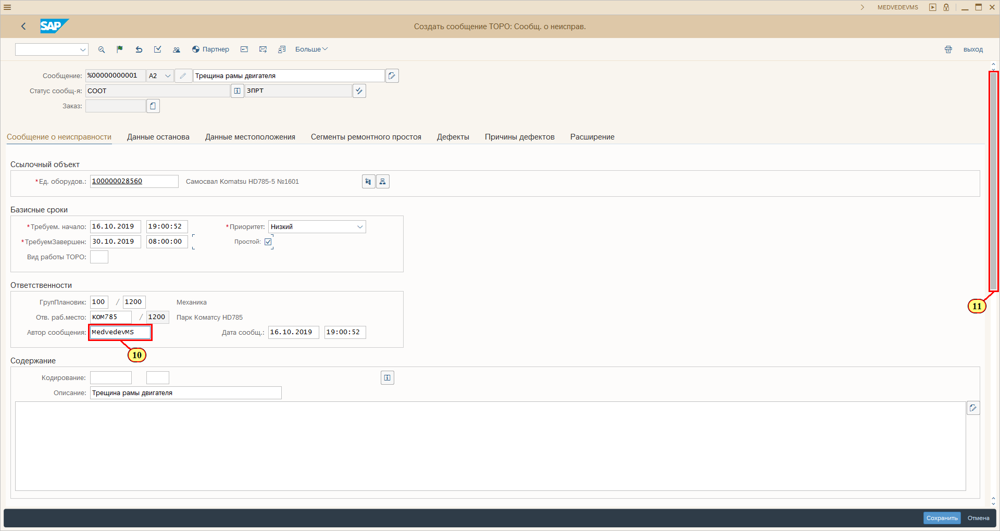 MEDVEDEVMS
SAP
Создать сообщение ТОРО: Сообщ. о неисправ.
Партнер
Больше
выход
Сообщение: %00000000001 A2 Трещина рамы двигателя
Статус сообщ-я: СООТ ЗПРТ
Заказ:
Сообщение о неисправности Данные останова Данные местоположения Сегменты ремонтного простоя Дефекты Причины дефектов Расширение
Ссылочный объект
*Ед. оборудов.: 100000028560 Самосвал Komatsu HD785-5 №1601
Базисные сроки
*Требуем. начало: 16.10.2019 19:00:52 *Приоритет: Низкий
*ТребуемЗавершен: 30.10.2019 08:00:00 Простой:
Вид работы ТОРО:
Ответственности
ГрупПлановик: 100 / 1200 Механика
Отв. раб.место: KOM785 / 1200 Парк Коматсу HD785
Автор сообщения: MedvedevMS Дата сообщ.: 16.10.2019 19:00:52
10
11
Содержание
Кодирование:
Описание: Трещина рамы двигателя
Сохранить Отмена